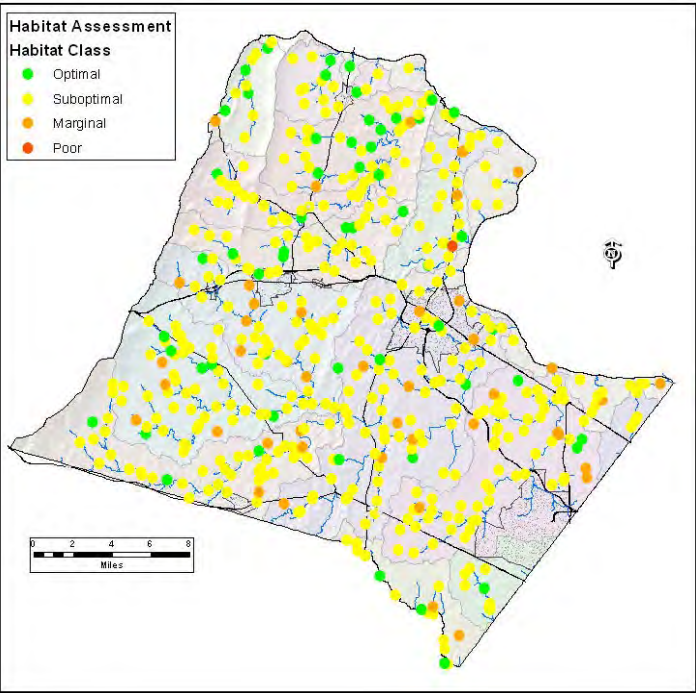 Habitat Assessment
Habitat Class
Optimal
Suboptimal
Marginal
Poor
0 2 4 6 8
Miles